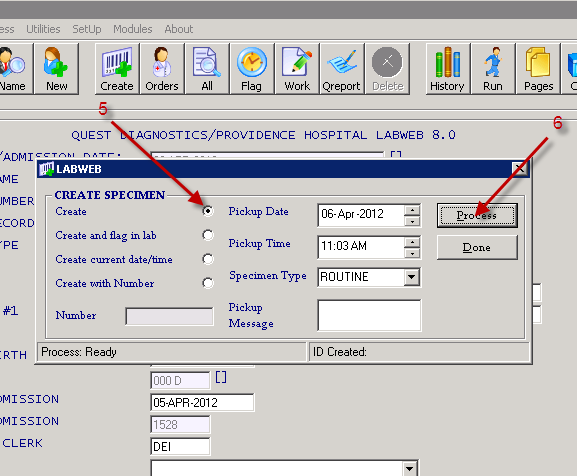 ess Utilities SetUp Modules About
Name New Create Orders All Flag Work Qreport Delete History Run Pages
5
6
QUEST DIAGNOSTICS/PROVIDENCE HOSPITAL LABWEB 8.0
/ADMISSION DATE: []
LABWEB
AME
NUMBER
ECORD
YPE
CREATE SPECIMEN
Create
Create and flag in lab
Create current date/time
Create with Number
Number
Pickup Date 06-Apr-2012
Pickup Time 11:03 AM
Specimen Type ROUTINE
Pickup
Message
Process
Done
#1
Process: Ready ID Created:
IRTH
000 D []
DMISSION 05-APR-2012
DMISSION 1528
CLERK DEI